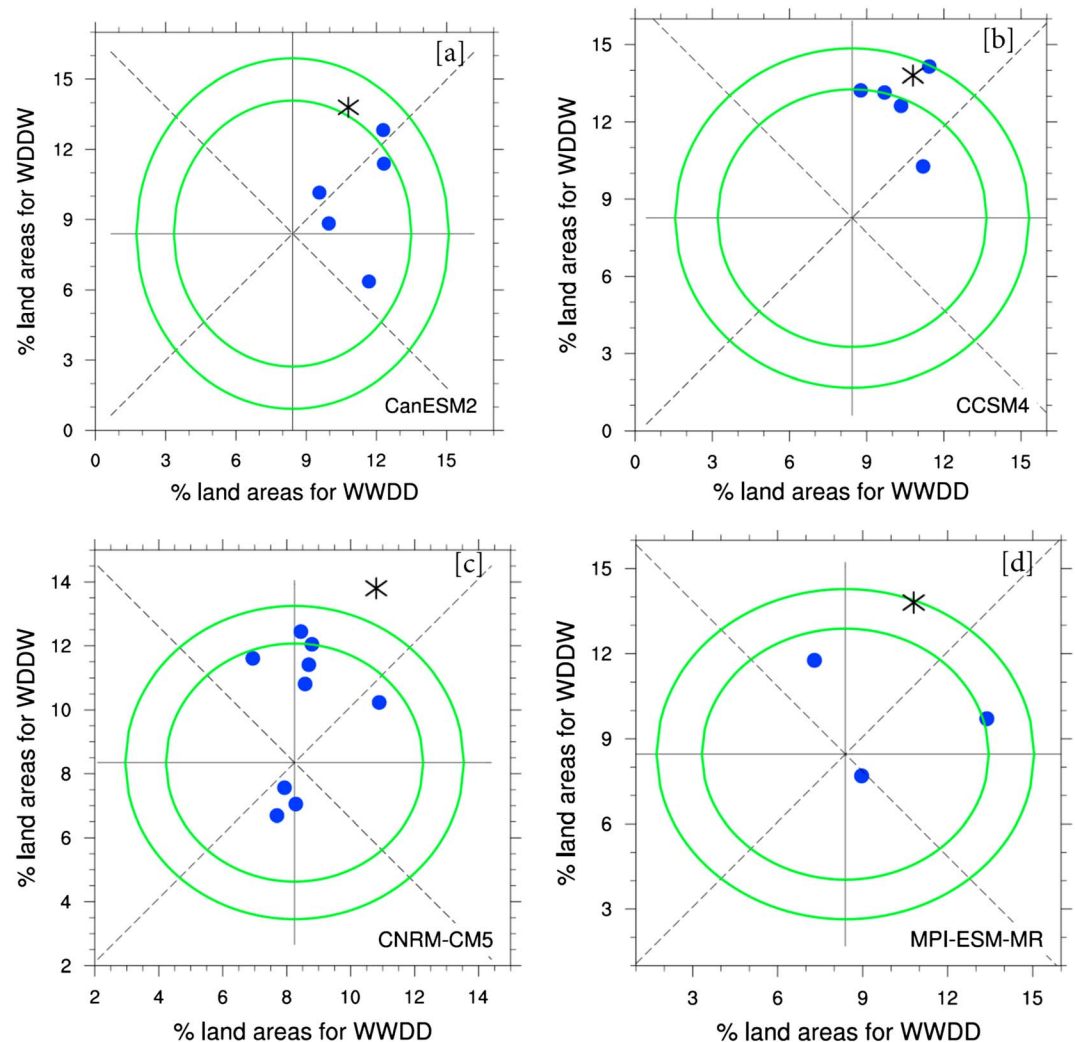 [a]
% land areas for WDDW
15
12
9
6
3
0
CanESM2
0 3 6 9 12 15
% land areas for WWDD
[b]
% land areas for WDDW
15
12
9
6
3
0
CCSM4
0 3 6 9 12 15
% land areas for WWDD
[c]
% land areas for WDDW
14
12
10
8
6
4
2
CNRM-CM5
2 4 6 8 10 12 14
% land areas for WWDD
[d]
% land areas for WDDW
15
12
9
6
3
MPI-ESM-MR
3 6 9 12 15
% land areas for WWDD